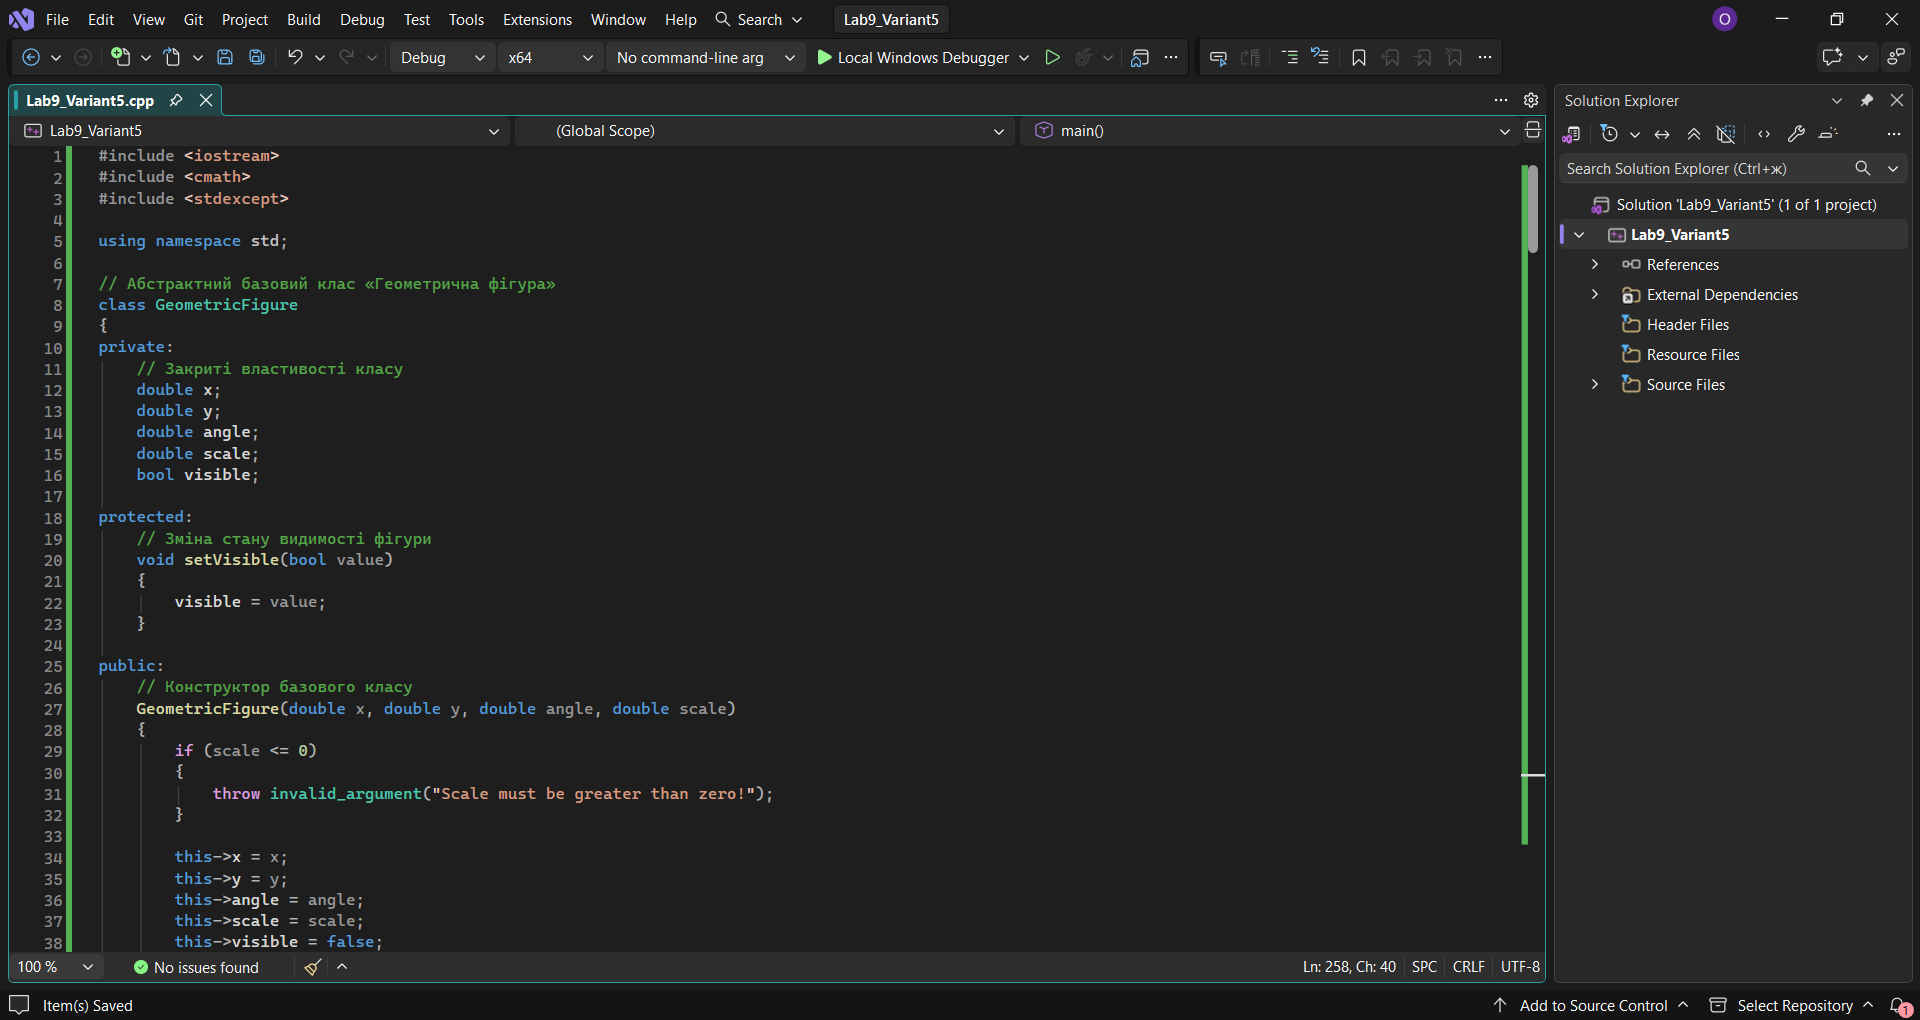 File Edit View Git Project Build Debug Test Tools Extensions Window Help Search Lab9_Variant5 O
Debug x64 No command-line arg Local Windows Debugger
Lab9_Variant5.cpp
Lab9_Variant5 (Global Scope) main()
1 #include <iostream>
2 #include <cmath>
3 #include <stdexcept>
4
5 using namespace std;
6
7 // Абстрактний базовий клас «Геометрична фігура»
8 class GeometricFigure
9 {
10 private:
11 // Закриті властивості класу
12 double x;
13 double y;
14 double angle;
15 double scale;
16 bool visible;
17
18 protected:
19 // Зміна стану видимості фігури
20 void setVisible(bool value)
21 {
22 visible = value;
23 }
24
25 public:
26 // Конструктор базового класу
27 GeometricFigure(double x, double y, double angle, double scale)
28 {
29 if (scale <= 0)
30 {
31 throw invalid_argument("Scale must be greater than zero!");
32 }
33
34 this->x = x;
35 this->y = y;
36 this->angle = angle;
37 this->scale = scale;
38 this->visible = false;
100 % No issues found Ln: 258, Ch: 40 SPC CRLF UTF-8
Solution Explorer
Search Solution Explorer (Ctrl+ж)
Solution 'Lab9_Variant5' (1 of 1 project)
Lab9_Variant5
References
External Dependencies
Header Files
Resource Files
Source Files
Item(s) Saved Add to Source Control Select Repository 1